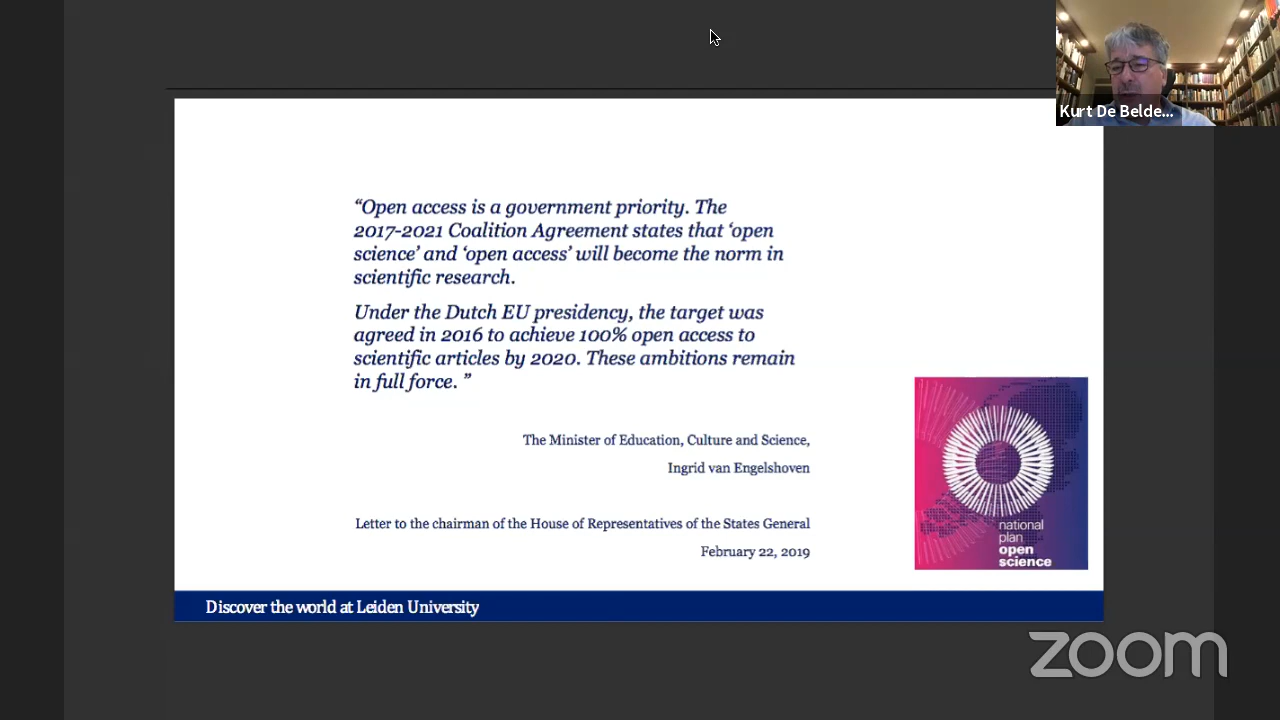 Kurt De Belde...
“Open access is a government priority. The
2017-2021 Coalition Agreement states that ‘open
science’ and ‘open access’ will become the norm in
scientific research.
Under the Dutch EU presidency, the target was
agreed in 2016 to achieve 100% open access to
scientific articles by 2020. These ambitions remain
in full force. ”
The Minister of Education, Culture and Science,
Ingrid van Engelshoven
Letter to the chairman of the House of Representatives of the States General
February 22, 2019
national
plan
open
science
Discover the world at Leiden University
zoom